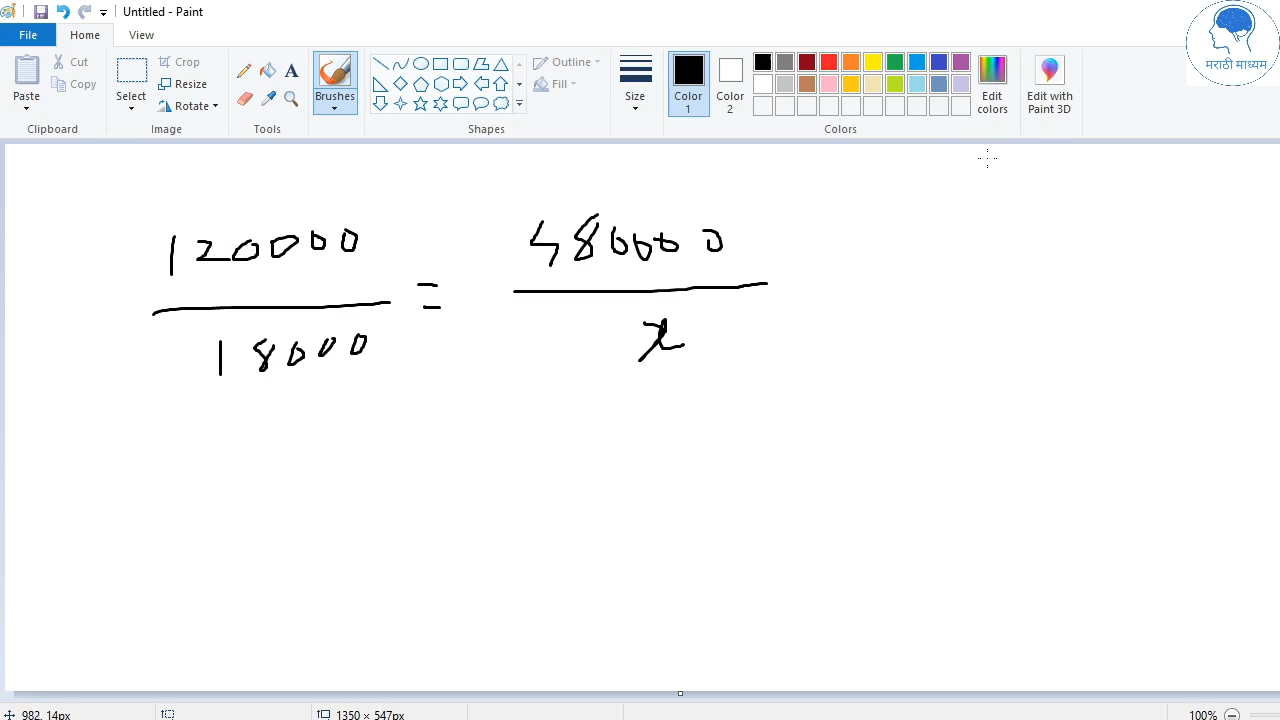 Untitled - Paint
File Home View
Paste Cut Copy Clipboard
Select Crop Resize Rotate Image
Tools
Brushes
Outline Fill Shapes
Size
Color 1 Color 2 Edit colors Colors
Edit with Paint 3D
मराठी माध्यम
120000 = 480000
18000 x
982, 14px 1350 × 547px 100%